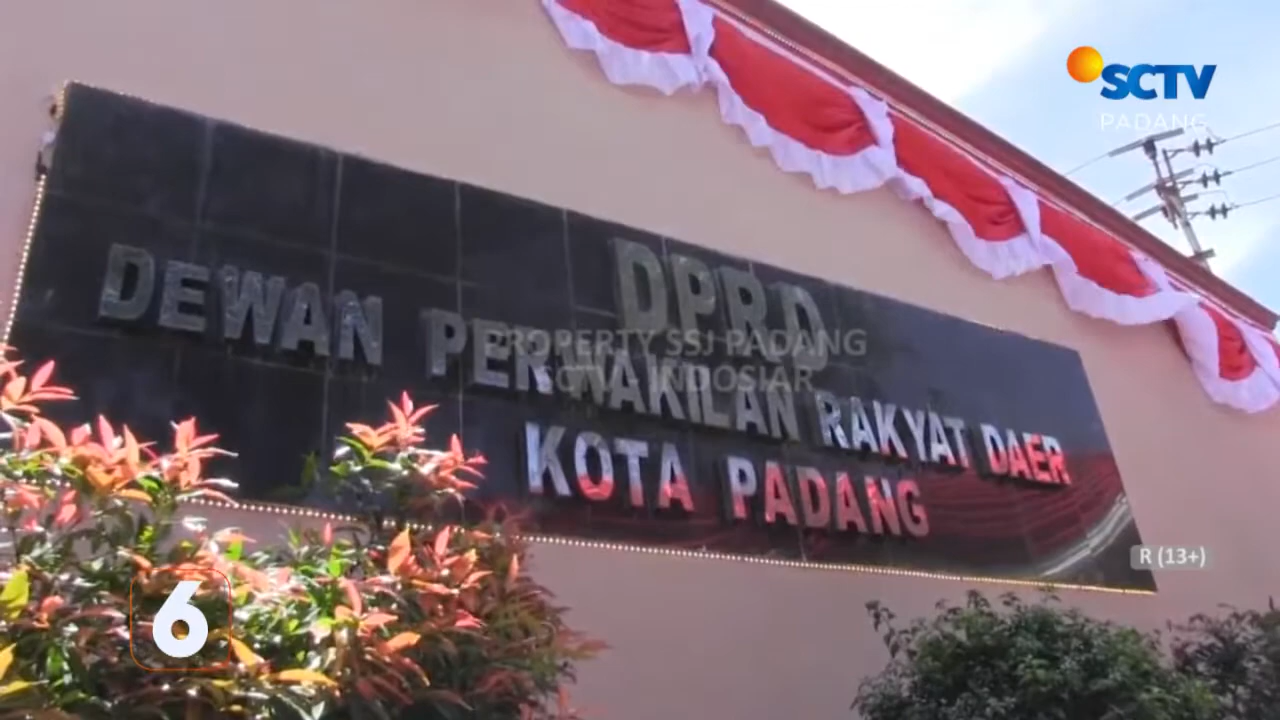 SCTV
PADANG
DPRD
DEWAN PERWAKILAN RAKYAT DAER
KOTA PADANG
PROPERTY SSJ PADANG
SCTV - INDOSIAR
R (13+)
6